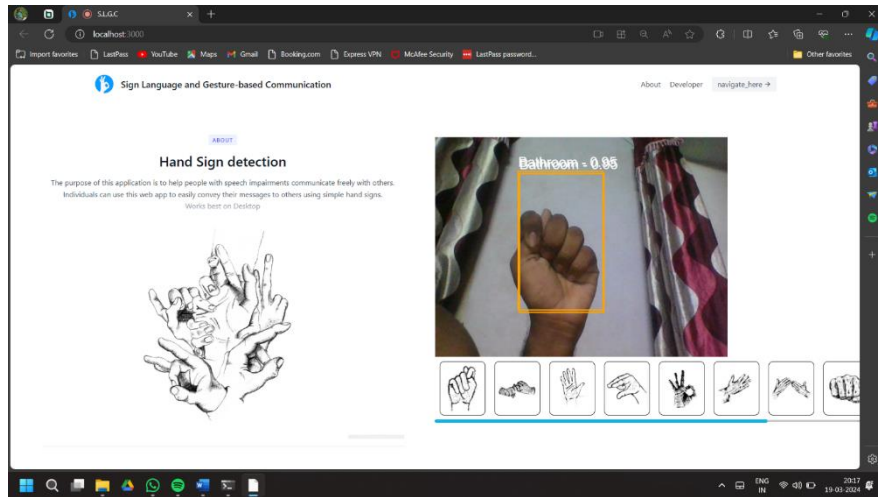 S.L.G.C
localhost:3000
Import favorites
LastPass
YouTube
Maps
Gmail
Booking.com
Express VPN
McAfee Security
LastPass password...
Other favorites
Sign Language and Gesture-based Communication
About
Developer
navigate_here →
ABOUT
Hand Sign detection
The purpose of this application is to help people with speech impairments communicate freely with others.
Individuals can use this web app to easily convey their messages to others using simple hand signs.
Works best on Desktop
Bathroom - 0.95
ENG
IN
20:17
19-03-2024